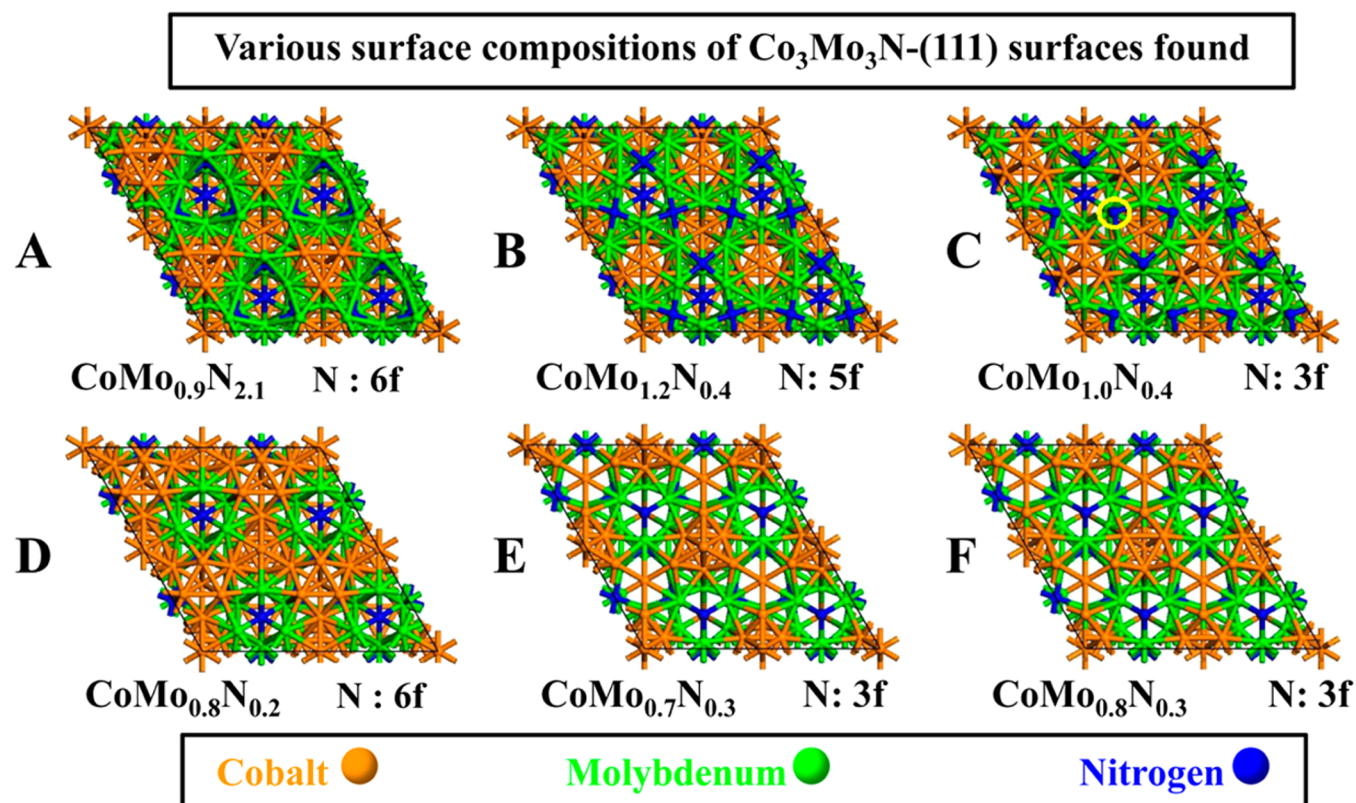 Various surface compositions of Co₃Mo₃N-(111) surfaces found
A
B
C
CoMo₀.₉N₂.₁ N : 6f
CoMo₁.₂N₀.₄ N: 5f
CoMo₁.₀N₀.₄ N: 3f
D
E
F
CoMo₀.₈N₀.₂ N : 6f
CoMo₀.₇N₀.₃ N: 3f
CoMo₀.₈N₀.₃ N: 3f
Cobalt Molybdenum Nitrogen